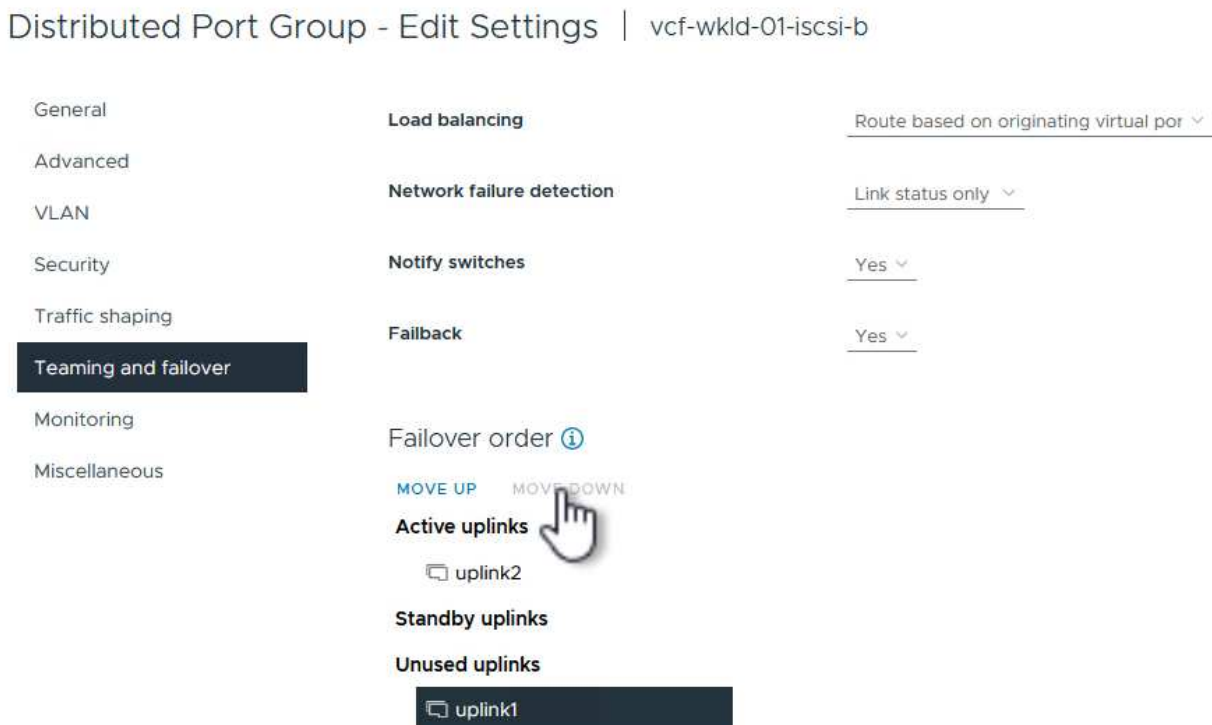 Distributed Port Group - Edit Settings | vcf-wkld-01-iscsi-b
General
Advanced
VLAN
Security
Traffic shaping
Teaming and failover
Monitoring
Miscellaneous
Load balancing Route based on originating virtual por
Network failure detection Link status only
Notify switches Yes
Failback Yes
Failover order
MOVE UP MOVE DOWN
Active uplinks
uplink2
Standby uplinks
Unused uplinks
uplink1